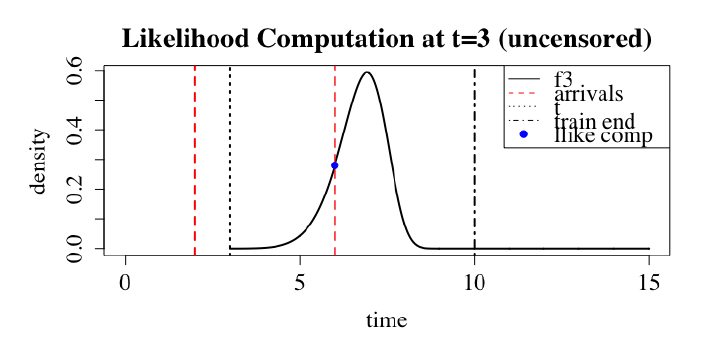 Likelihood Computation at t=3 (uncensored)
density
0.0
0.2
0.4
0.6
f3
arrivals
t
train end
llike comp
0
5
10
15
time